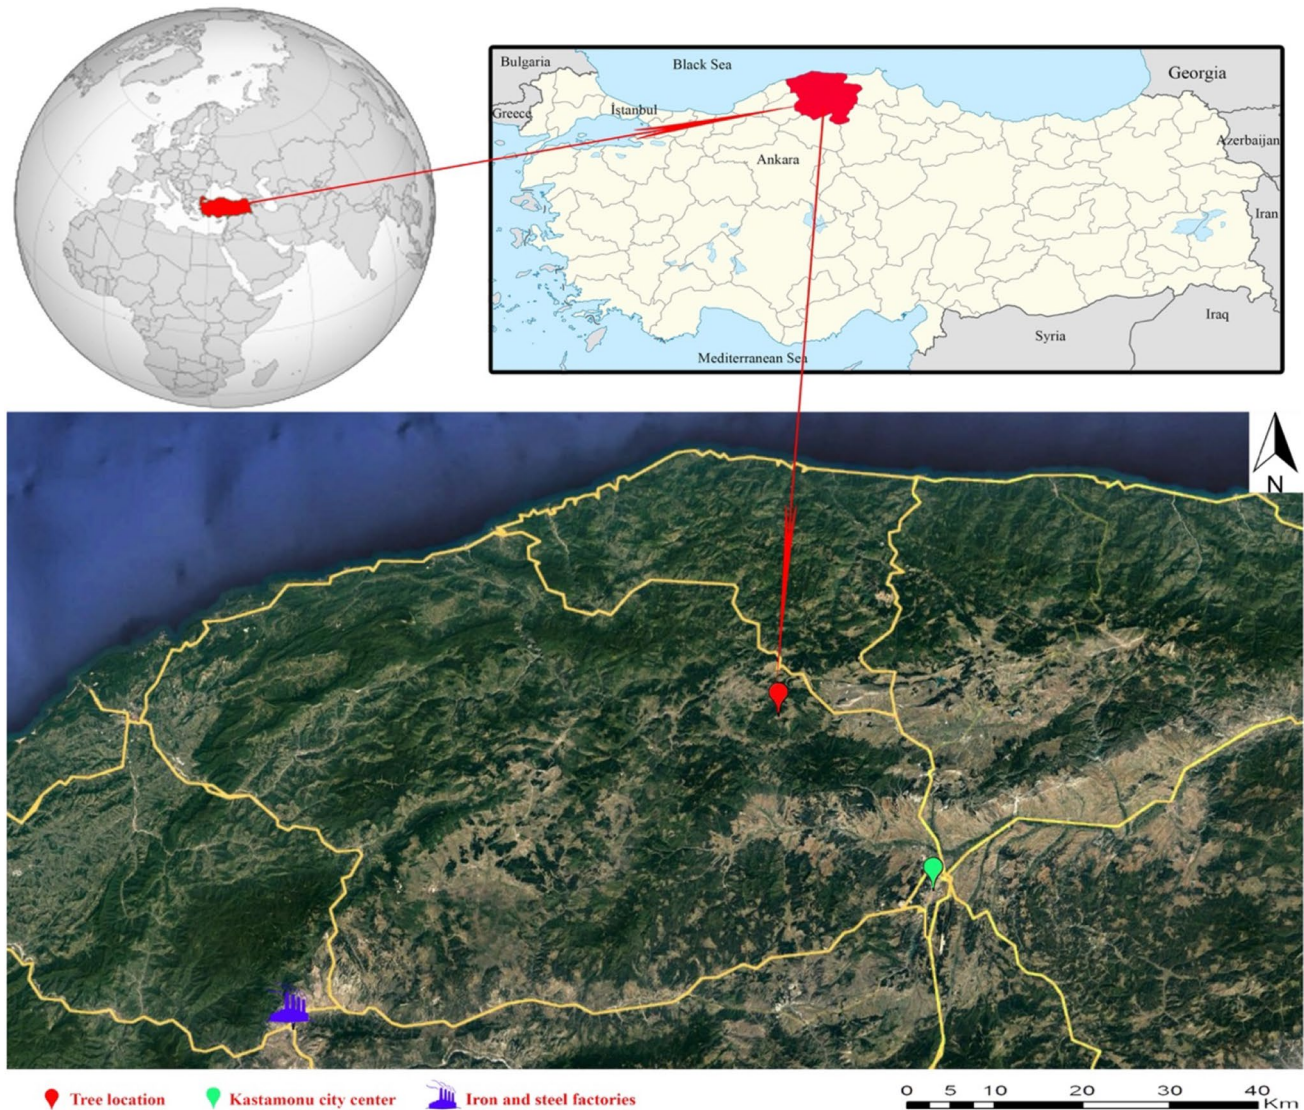 Bulgaria
Black Sea
Georgia
Greece
İstanbul
Azerbaijan
Ankara
Iran
Iraq
Syria
Mediterranean Sea
N
Tree location
Kastamonu city center
Iron and steel factories
0 5 10 20 30 40
Km